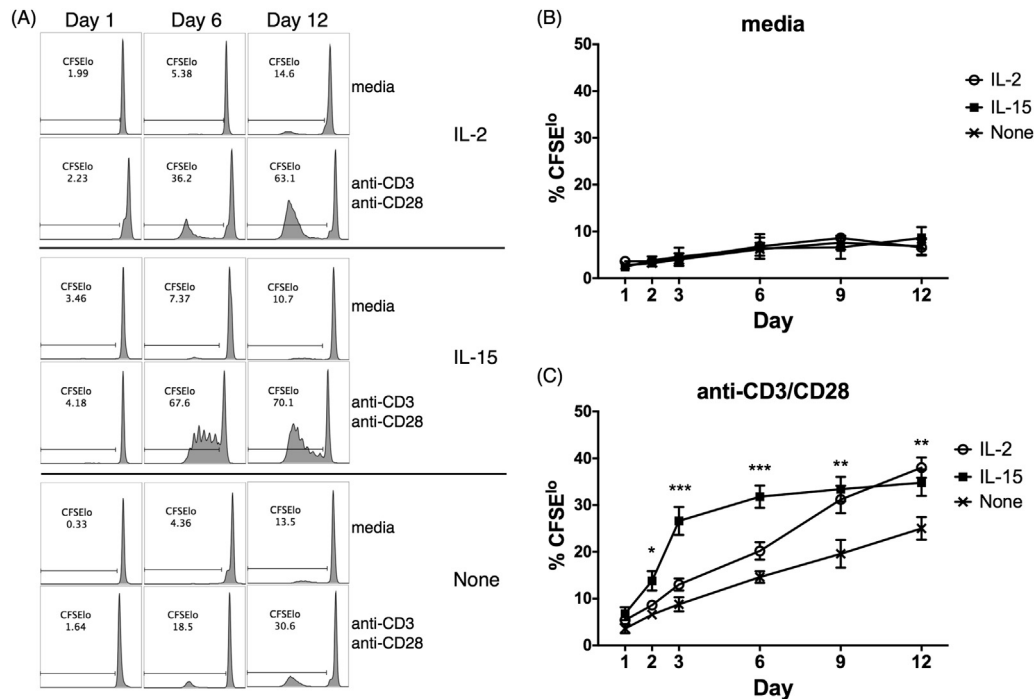 (A)
Day 1 Day 6 Day 12
CFSElo
1.99
CFSElo
5.38
CFSElo
14.6
media
CFSElo
2.23
CFSElo
36.2
CFSElo
63.1
anti-CD3
anti-CD28
IL-2
CFSElo
3.46
CFSElo
7.37
CFSElo
10.7
media
CFSElo
4.18
CFSElo
67.6
CFSElo
70.1
anti-CD3
anti-CD28
IL-15
CFSElo
0.33
CFSElo
4.36
CFSElo
13.5
media
CFSElo
1.64
CFSElo
18.5
CFSElo
30.6
anti-CD3
anti-CD28
None
(B)
media
% CFSElo
50
40
30
20
10
0
1 2 3 6 9 12
Day
IL-2
IL-15
None
(C)
anti-CD3/CD28
% CFSElo
50
40
30
20
10
0
* *** *** ** **
1 2 3 6 9 12
Day
IL-2
IL-15
None